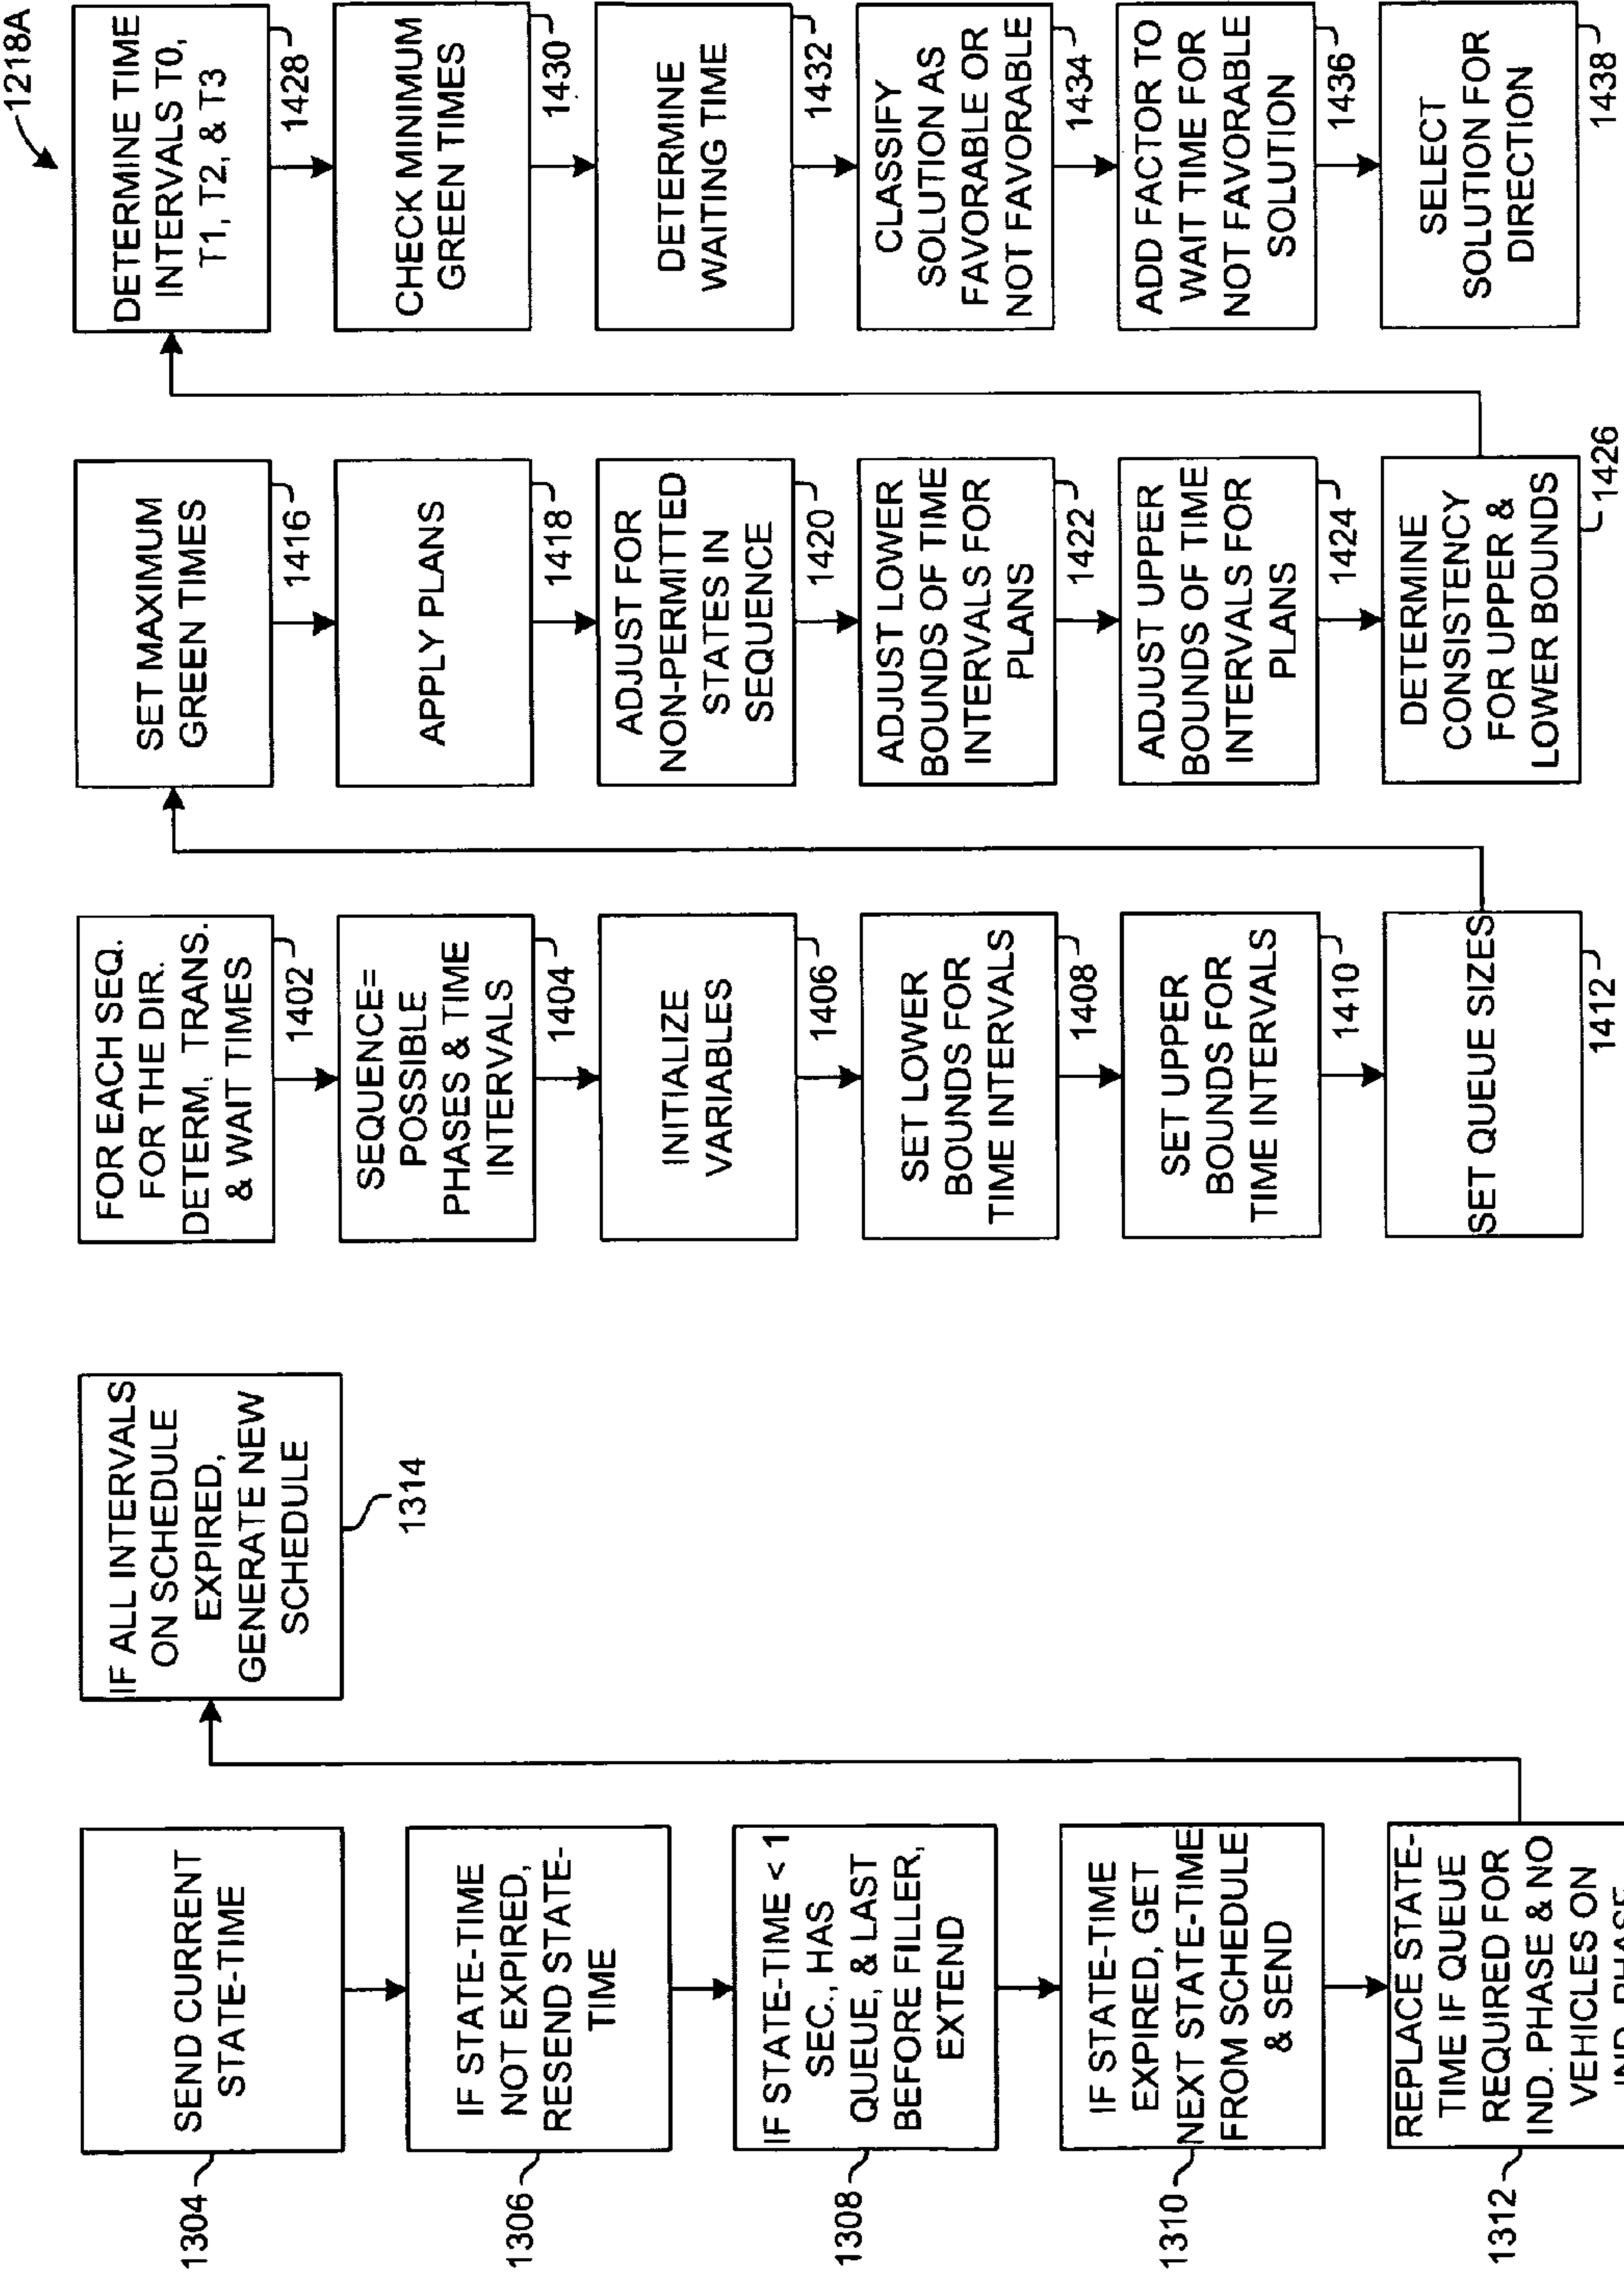 1218A
SEND CURRENT
STATE-TIME
1304
IF STATE-TIME
NOT EXPIRED,
RESEND STATE-
TIME
1306
IF STATE-TIME < 1
SEC., HAS
QUEUE, & LAST
BEFORE FILLER,
EXTEND
1308
IF STATE-TIME
EXPIRED, GET
NEXT STATE-TIME
FROM SCHEDULE
& SEND
1310
REPLACE STATE-
TIME IF QUEUE
REQUIRED FOR
IND. PHASE & NO
VEHICLES ON
IND. PHASE
1312
IF ALL INTERVALS
ON SCHEDULE
EXPIRED,
GENERATE NEW
SCHEDULE
1314
FOR EACH SEQ.
FOR THE DIR.
DETERM. TRANS.
& WAIT TIMES
1402
SEQUENCE=
POSSIBLE
PHASES & TIME
INTERVALS
1404
INITIALIZE
VARIABLES
1406
SET LOWER
BOUNDS FOR
TIME INTERVALS
1408
SET UPPER
BOUNDS FOR
TIME INTERVALS
1410
SET QUEUE SIZES
1412
SET MAXIMUM
GREEN TIMES
1416
APPLY PLANS
1418
ADJUST FOR
NON-PERMITTED
STATES IN
SEQUENCE
1420
ADJUST LOWER
BOUNDS OF TIME
INTERVALS FOR
PLANS
1422
ADJUST UPPER
BOUNDS OF TIME
INTERVALS FOR
PLANS
1424
DETERMINE
CONSISTENCY
FOR UPPER &
LOWER BOUNDS
1426
DETERMINE TIME
INTERVALS T0,
T1, T2, & T3
1428
CHECK MINIMUM
GREEN TIMES
1430
DETERMINE
WAITING TIME
1432
CLASSIFY
SOLUTION AS
FAVORABLE OR
NOT FAVORABLE
1434
ADD FACTOR TO
WAIT TIME FOR
NOT FAVORABLE
SOLUTION
1436
SELECT
SOLUTION FOR
DIRECTION
1438